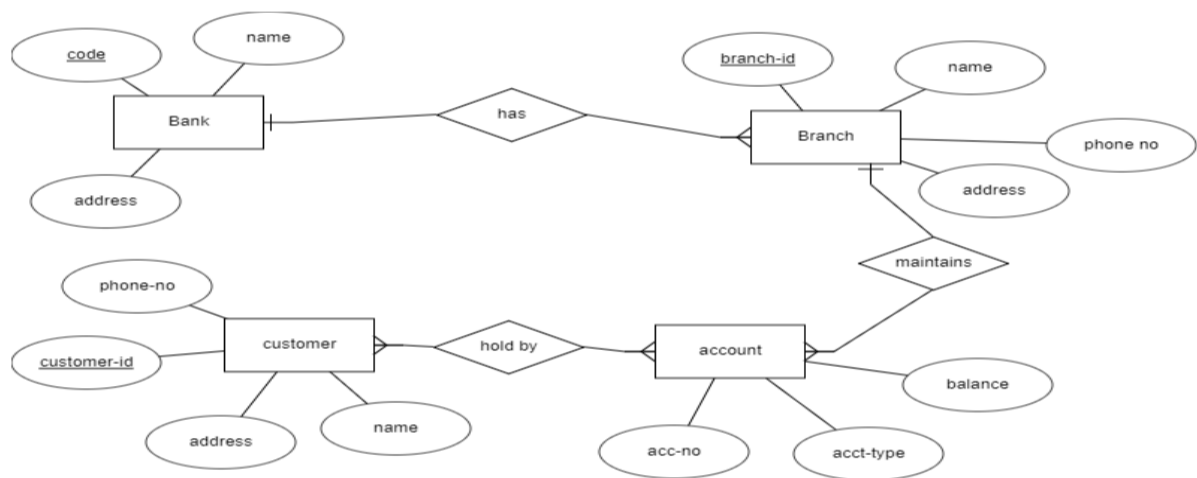 name
code
Bank
address
has
branch-id
name
Branch
phone no
address
maintains
phone-no
customer-id
customer
address
name
hold by
account
balance
acc-no
acct-type